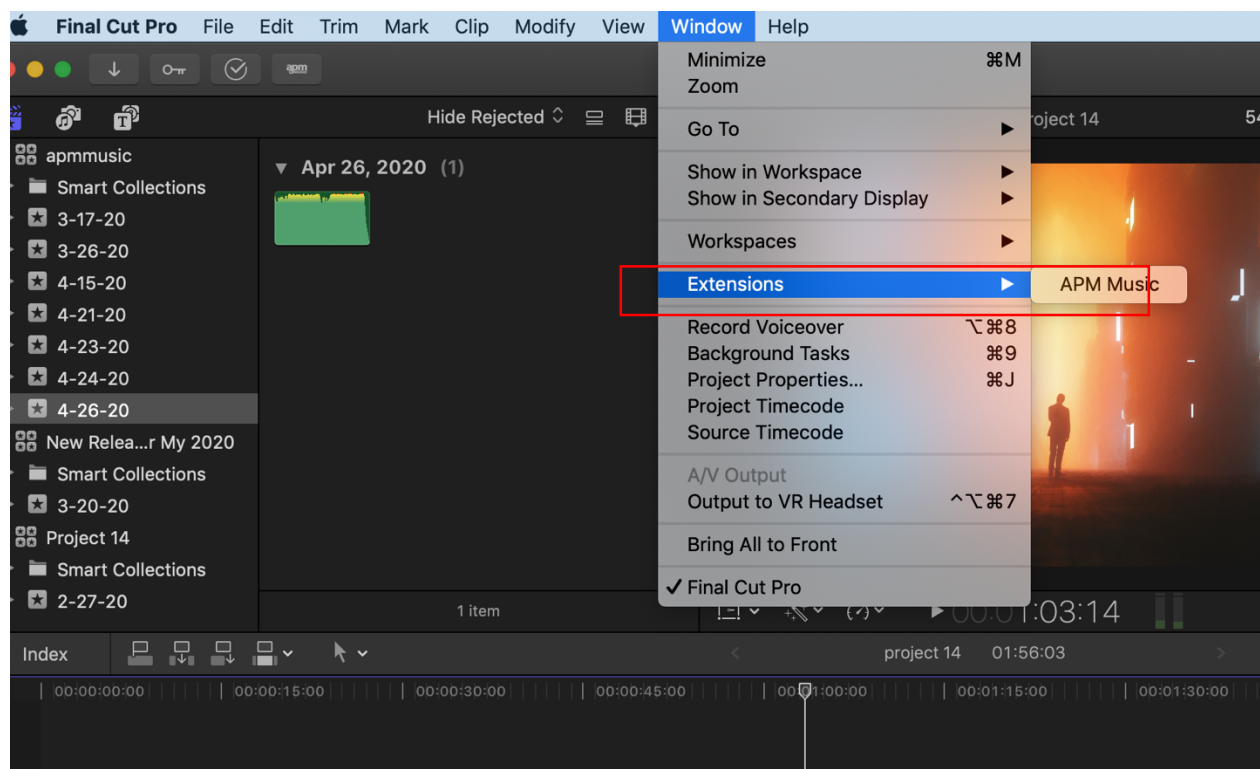 Final Cut Pro File Edit Trim Mark Clip Modify View Window Help
apm
Hide Rejected
apmmusic
Smart Collections
3-17-20
3-26-20
4-15-20
4-21-20
4-23-20
4-24-20
4-26-20
New Relea...r My 2020
Smart Collections
3-20-20
Project 14
Smart Collections
2-27-20
Apr 26, 2020 (1)
1 item
Minimize ⌘M
Zoom
Go To
Show in Workspace
Show in Secondary Display
Workspaces
Extensions
APM Music
Record Voiceover ⌥⌘8
Background Tasks ⌘9
Project Properties... ⌘J
Project Timecode
Source Timecode
A/V Output
Output to VR Headset ^⌥⌘7
Bring All to Front
✓ Final Cut Pro
roject 14 54
00:01:03:14
Index project 14 01:56:03
00:00:00:00 00:00:15:00 00:00:30:00 00:00:45:00 00:01:00:00 00:01:15:00 00:01:30:00